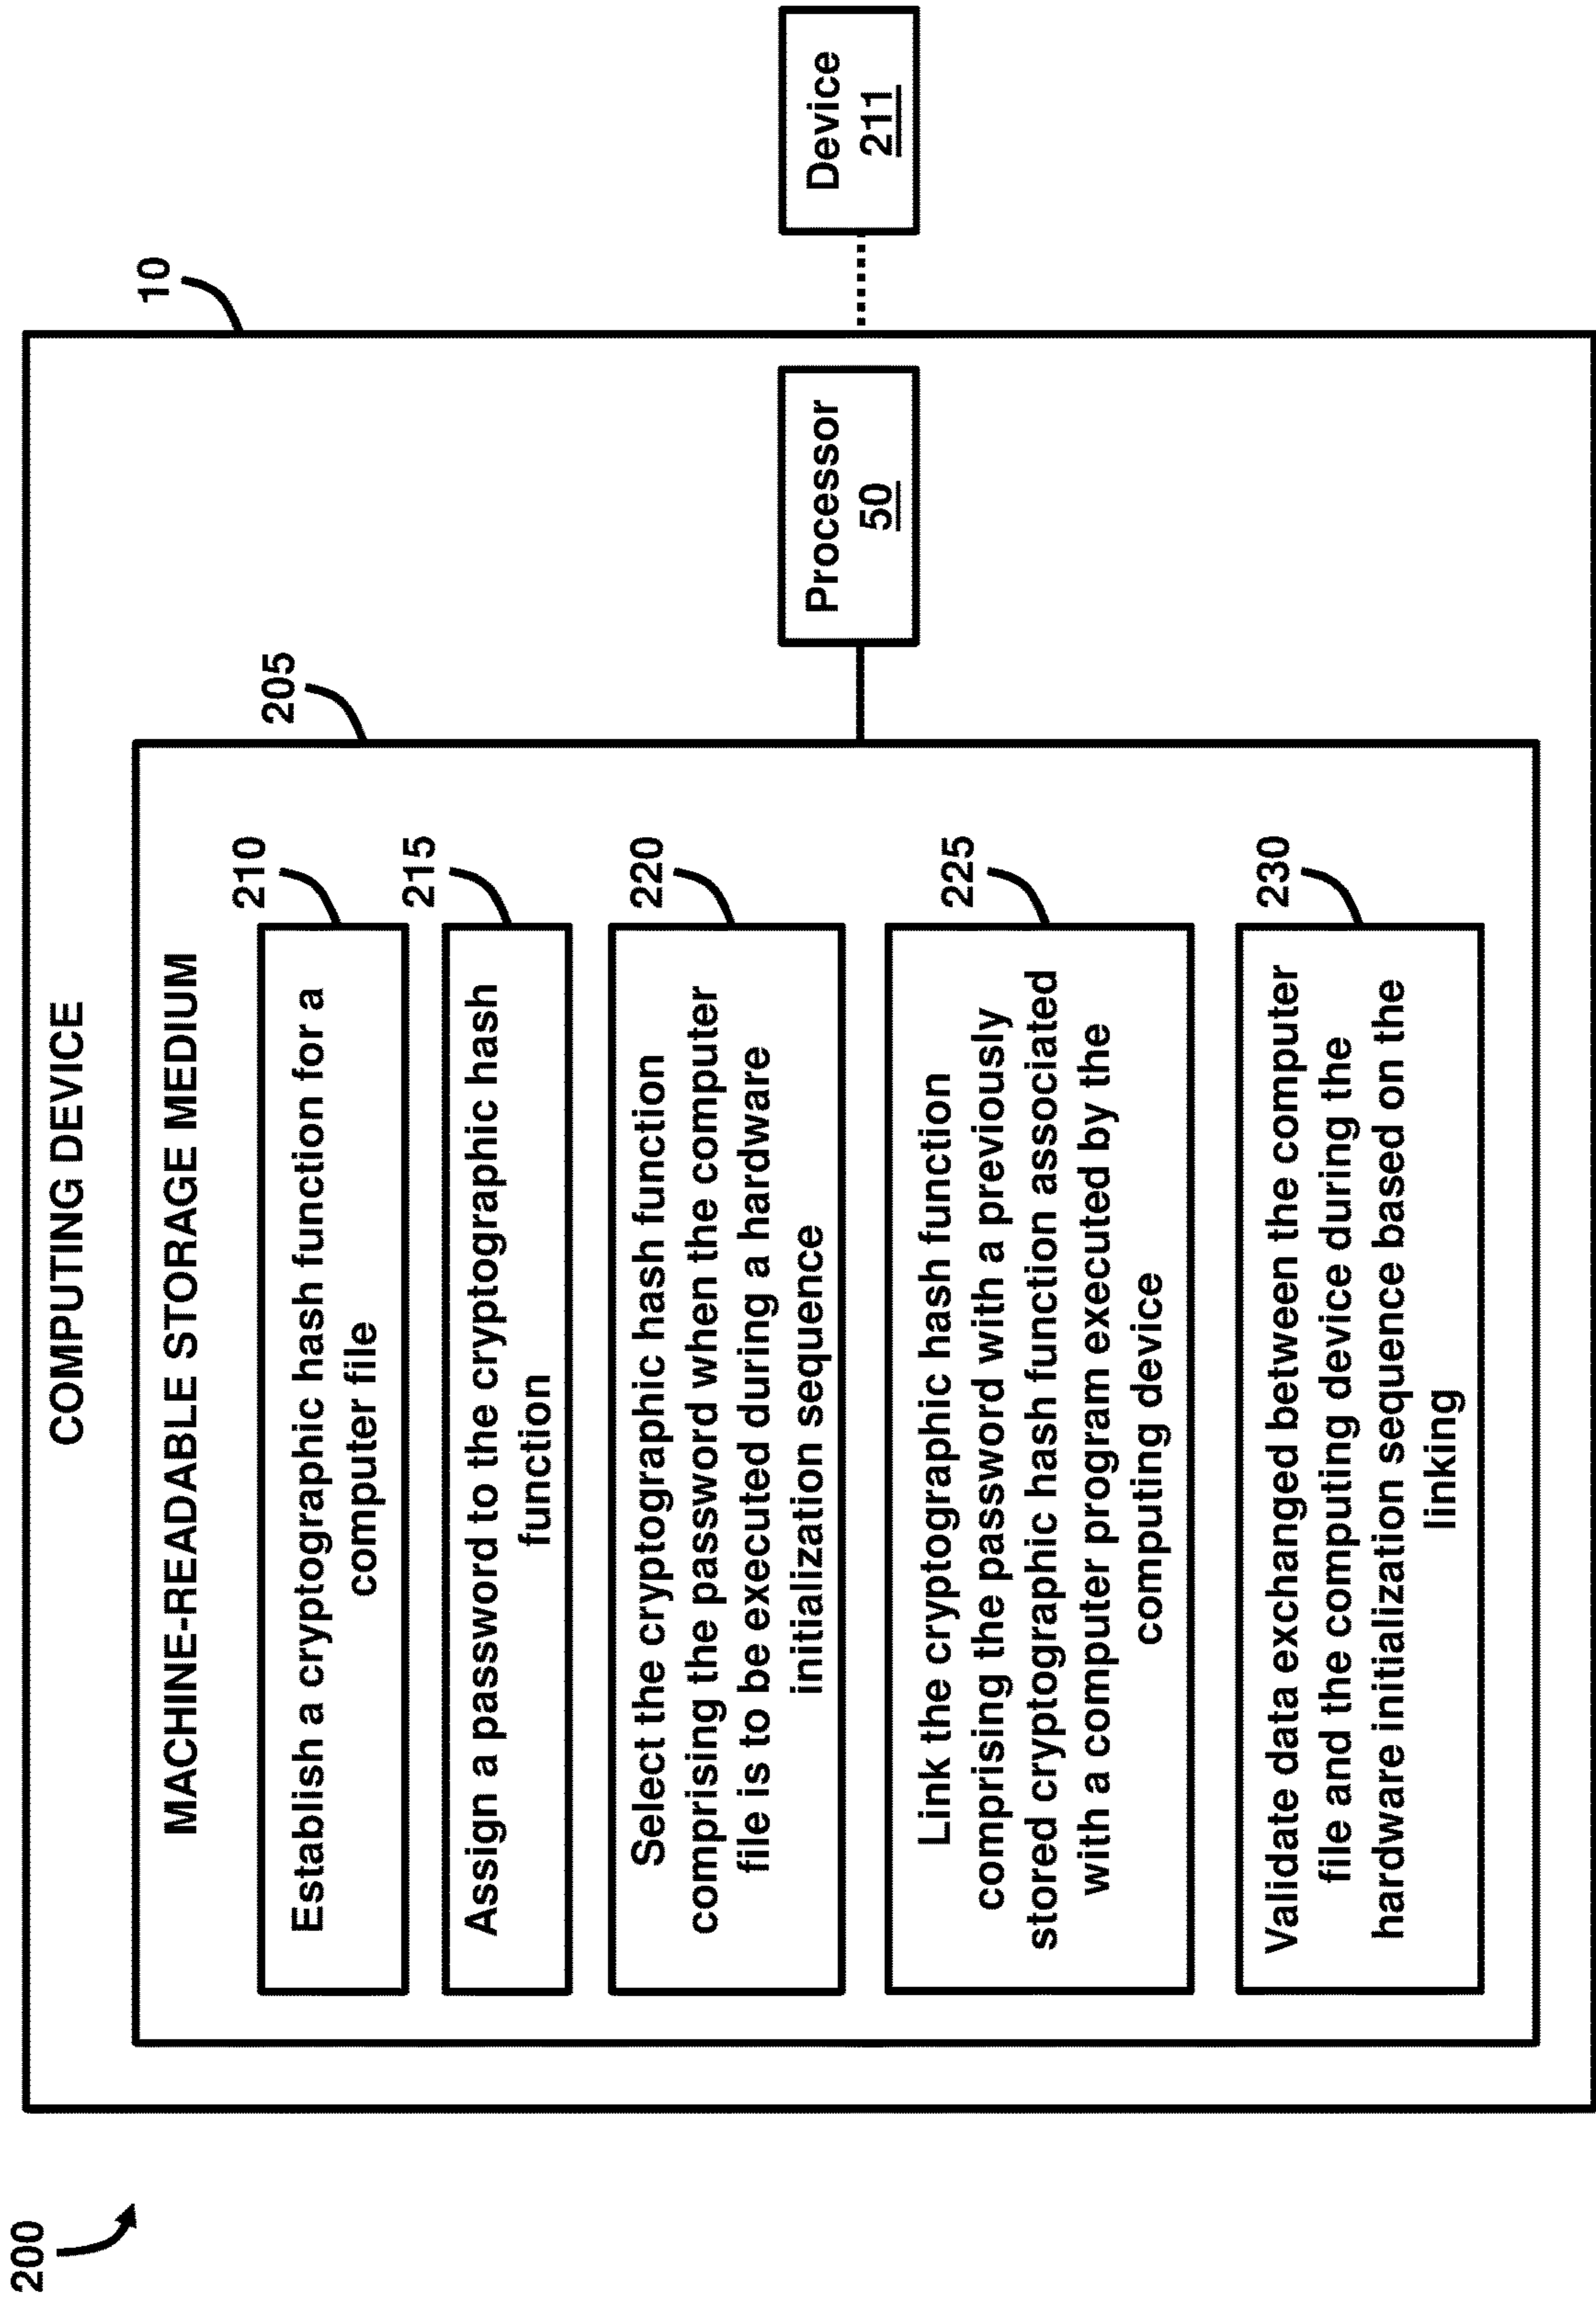 200
COMPUTING DEVICE
10
MACHINE-READABLE STORAGE MEDIUM
205
Establish a cryptographic hash function for a
computer file
210
Assign a password to the cryptographic hash
function
215
Select the cryptographic hash function
comprising the password when the computer
file is to be executed during a hardware
initialization sequence
220
Link the cryptographic hash function
comprising the password with a previously
stored cryptographic hash function associated
with a computer program executed by the
computing device
225
Validate data exchanged between the computer
file and the computing device during the
hardware initialization sequence based on the
linking
230
Processor
50
Device
211